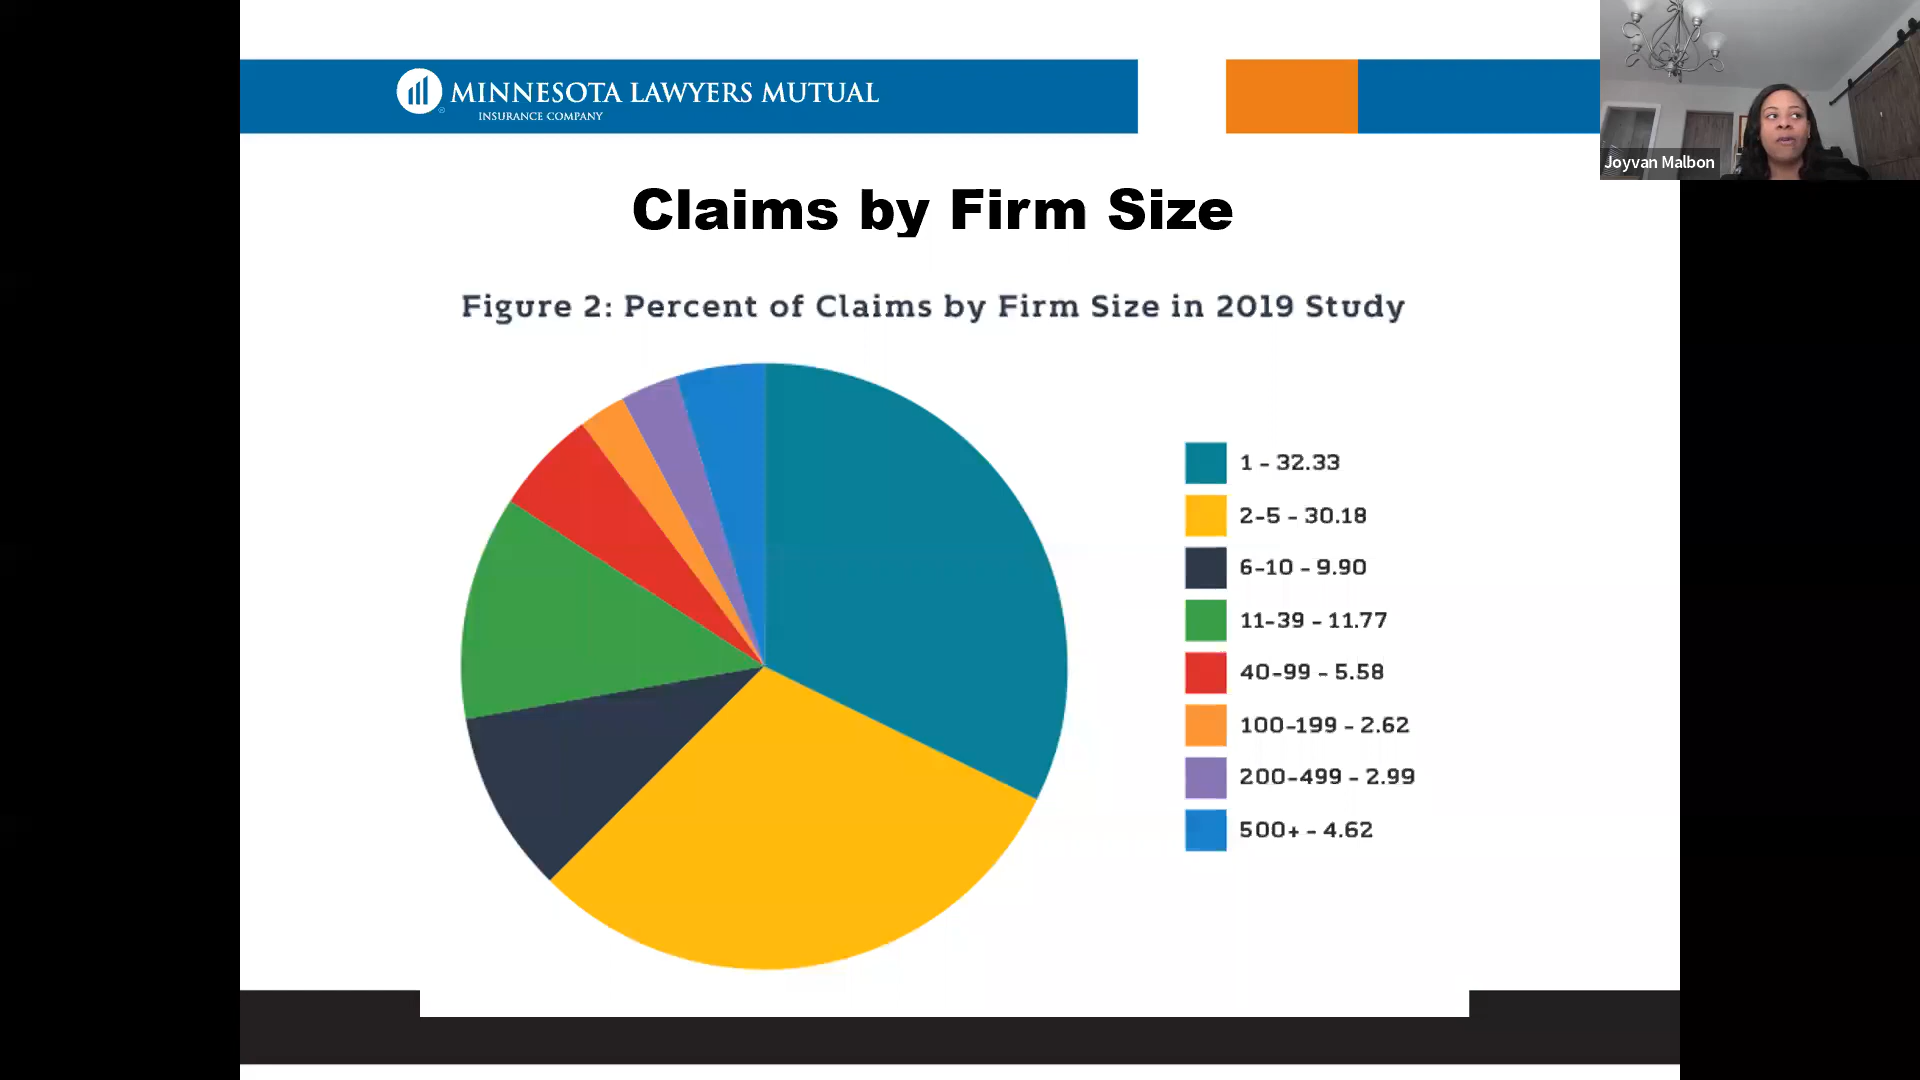 MINNESOTA LAWYERS MUTUAL
INSURANCE COMPANY
Joyvan Malbon
Claims by Firm Size
Figure 2: Percent of Claims by Firm Size in 2019 Study
1 - 32.33
2-5 - 30.18
6-10 - 9.90
11-39 - 11.77
40-99 - 5.58
100-199 - 2.62
200-499 - 2.99
500+ - 4.62